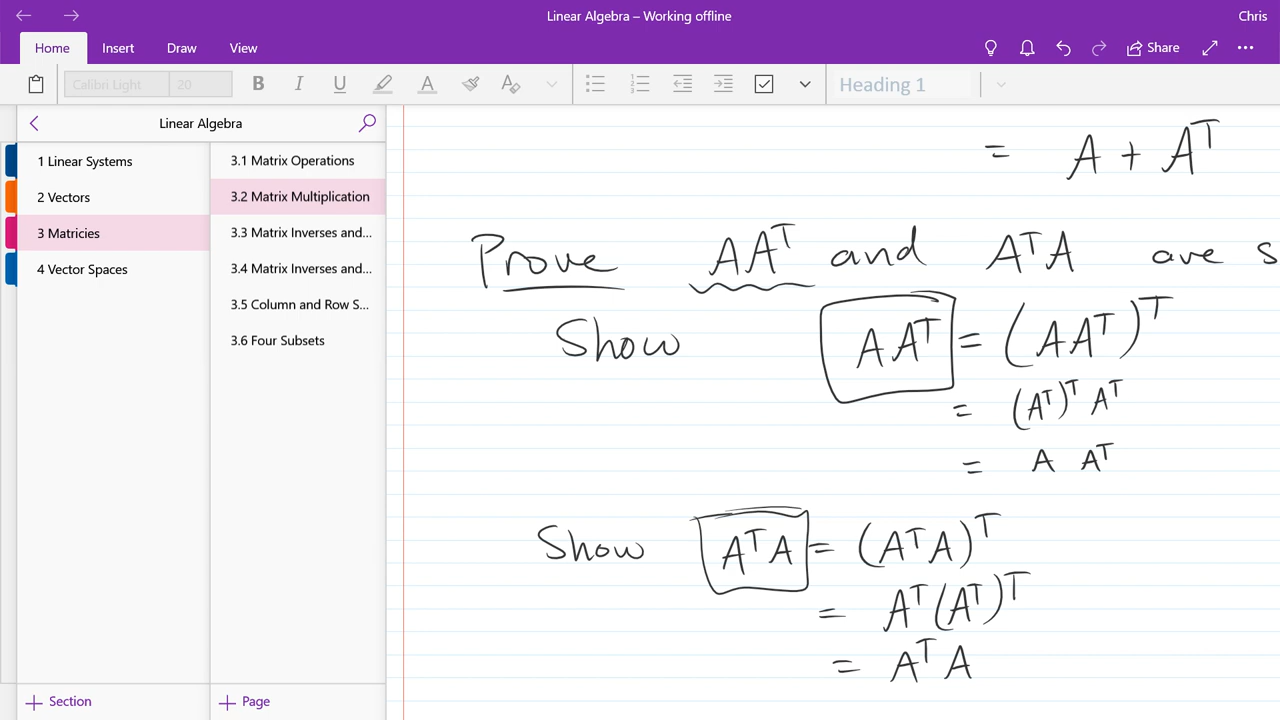 Linear Algebra – Working offline
Chris
Home Insert Draw View
Share
Calibri Light 20 B I U A Heading 1
Linear Algebra
1 Linear Systems
2 Vectors
3 Matricies
4 Vector Spaces
3.1 Matrix Operations
3.2 Matrix Multiplication
3.3 Matrix Inverses and...
3.4 Matrix Inverses and...
3.5 Column and Row S...
3.6 Four Subsets
Section
Page
= A + Aᵀ
Prove AAᵀ and AᵀA are s
Show AAᵀ = (AAᵀ)ᵀ
= (Aᵀ)ᵀ Aᵀ
= A Aᵀ
Show AᵀA = (AᵀA)ᵀ
= Aᵀ(Aᵀ)ᵀ
= AᵀA